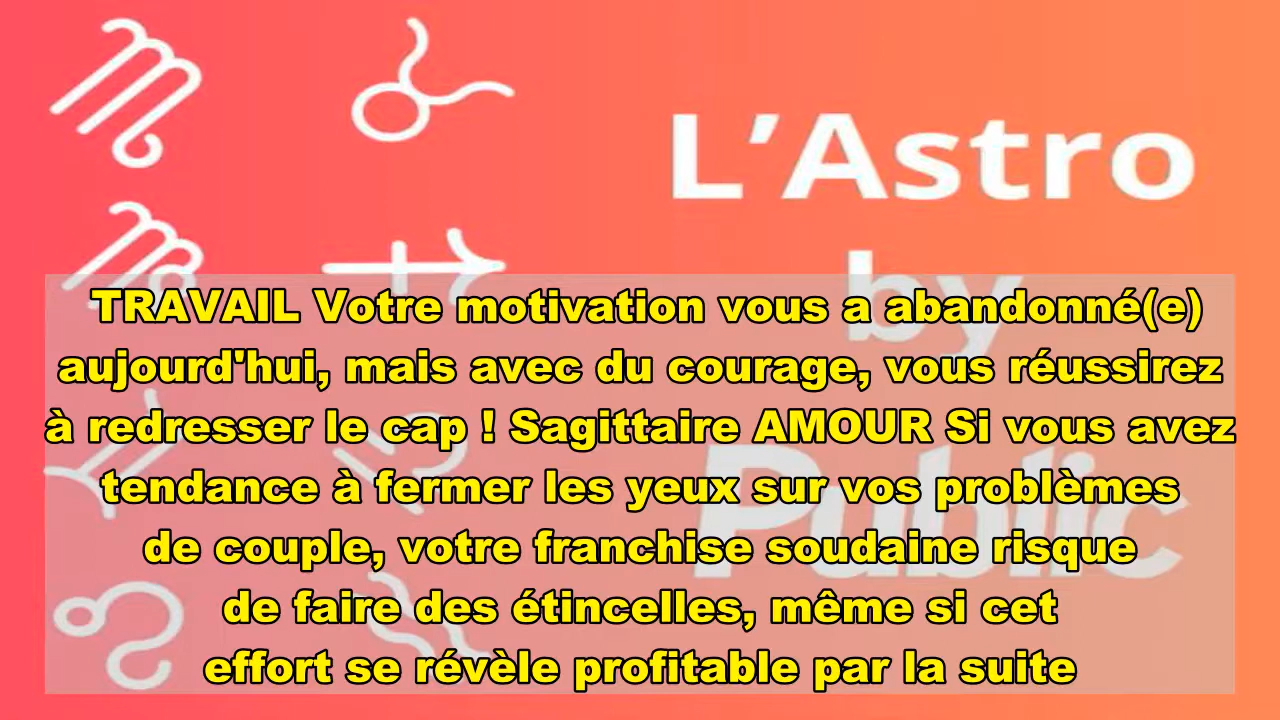 L'Astro
by
Public
TRAVAIL Votre motivation vous a abandonné(e)
aujourd'hui, mais avec du courage, vous réussirez
à redresser le cap ! Sagittaire AMOUR Si vous avez
tendance à fermer les yeux sur vos problèmes
de couple, votre franchise soudaine risque
de faire des étincelles, même si cet
effort se révèle profitable par la suite